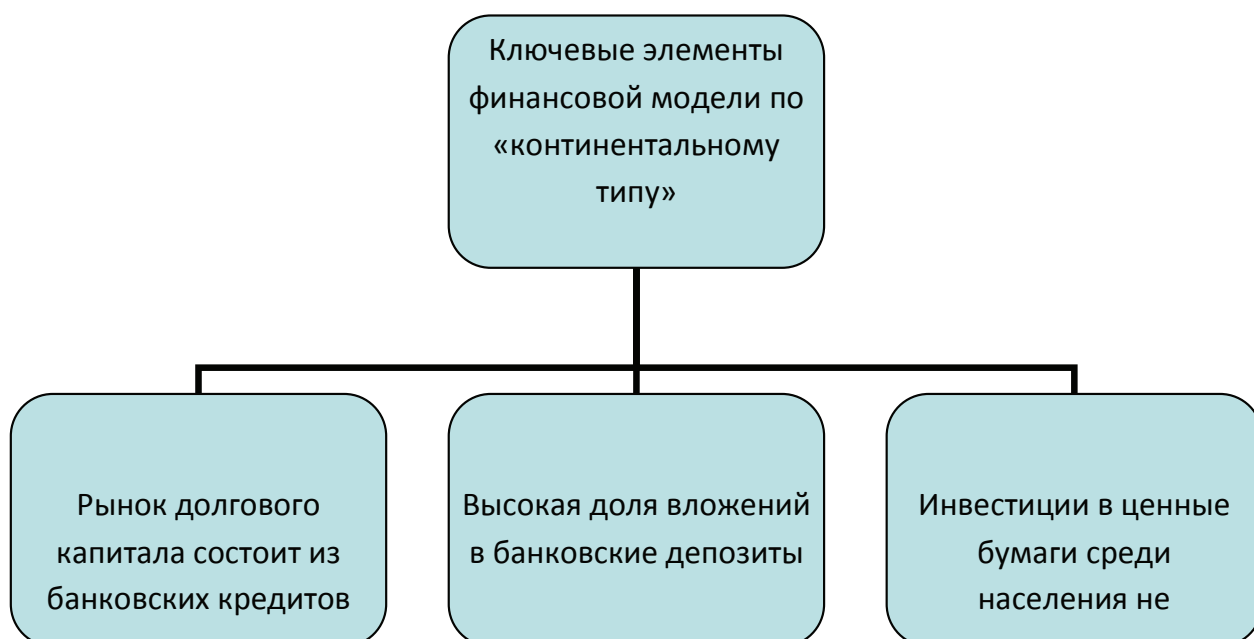 Ключевые элементы
финансовой модели по
«континентальному
типу»
Рынок долгового
капитала состоит из
банковских кредитов
Высокая доля вложений
в банковские депозиты
Инвестиции в ценные
бумаги среди
населения не